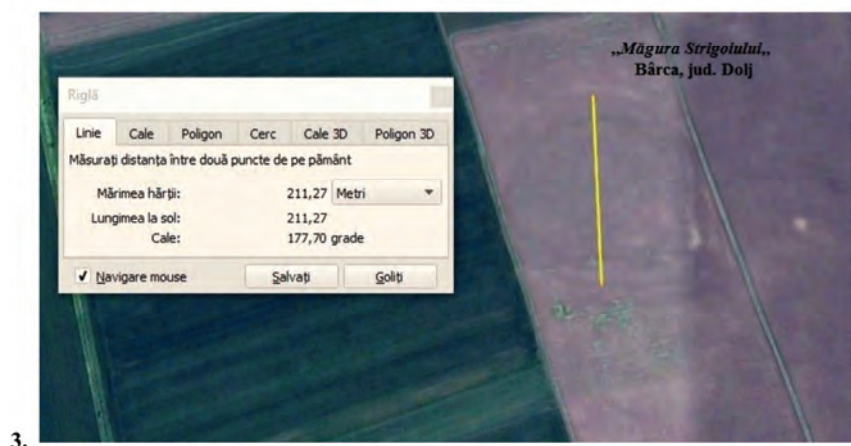 „Măgura Strigoiului„
Bârca, jud. Dolj
Riglă
Linie Cale Poligon Cerc Cale 3D Poligon 3D
Măsurați distanța între două puncte de pe pământ
Mărimea hărții: 211,27 Metri
Lungimea la sol: 211,27
Cale: 177,70 grade
Navigare mouse Salvați Goliți
3.